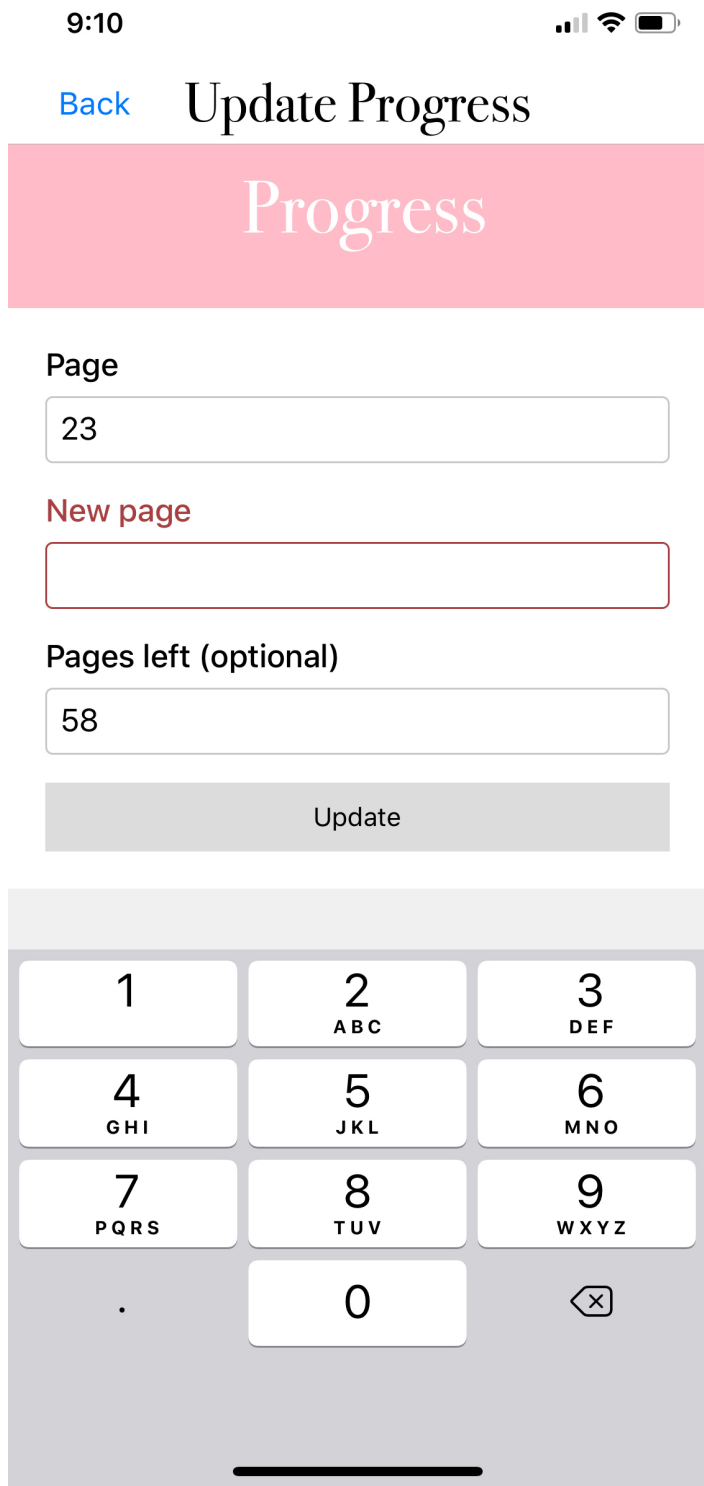 9:10
Back Update Progress
Progress
Page
23
New page
Pages left (optional)
58
Update
1 2 3
ABC DEF
4 5 6
GHI JKL MNO
7 8 9
PQRS TUV WXYZ
. 0